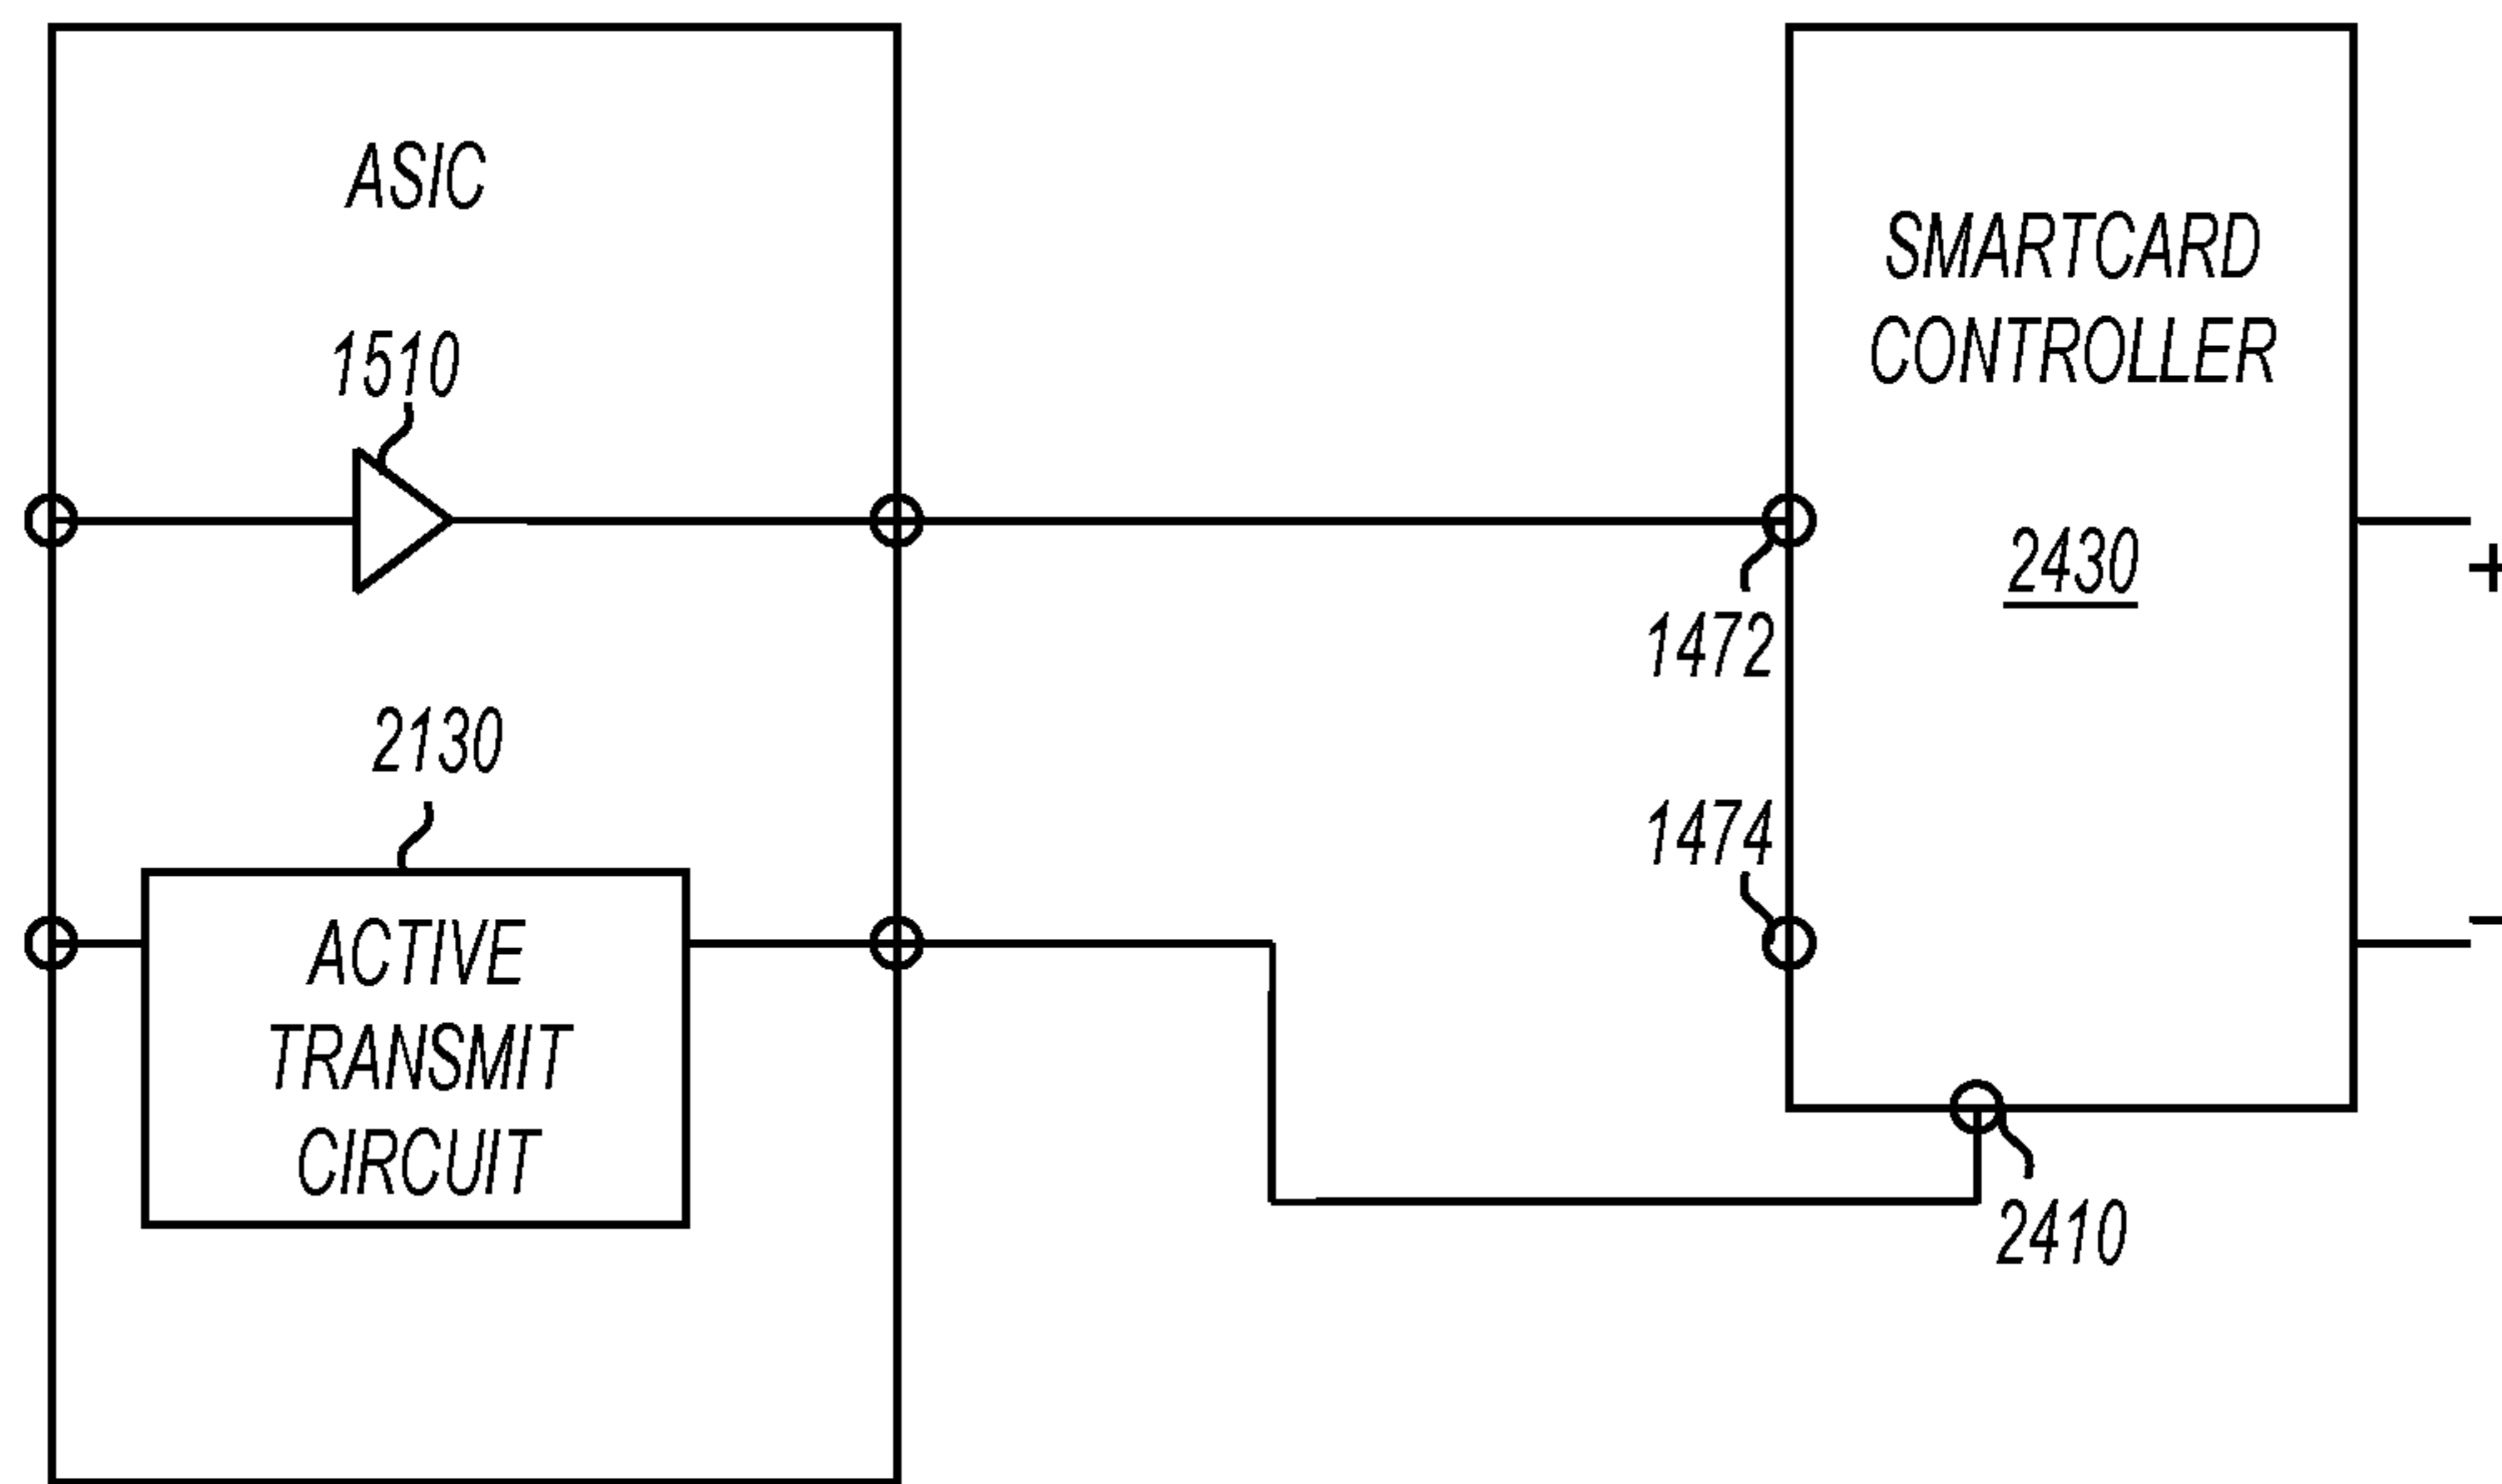 ASIC
1510
2130
ACTIVE
TRANSMIT
CIRCUIT
SMARTCARD
CONTROLLER
2430
1472
1474
2410
+
-